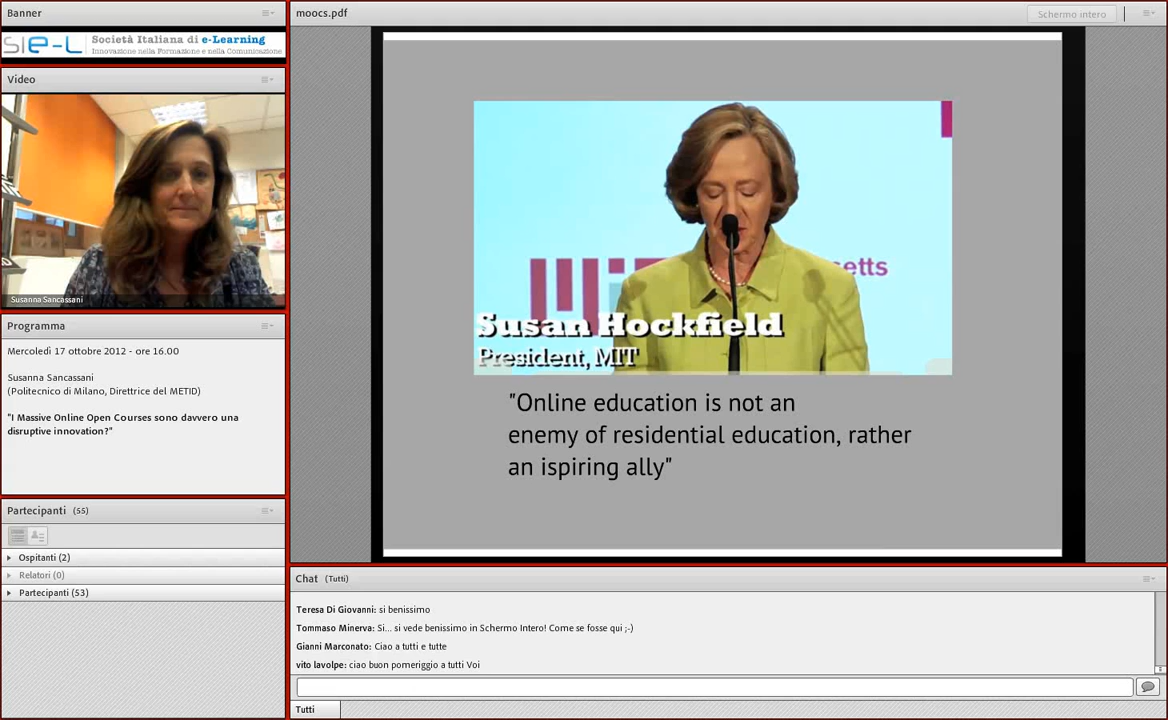 Banner
sie-L Società Italiana di e-Learning
Innovazione nella Formazione e nella Comunicazione
Video
Susanna Sancassani
Programma
Mercoledì 17 ottobre 2012 - ore 16.00
Susanna Sancassani
(Politecnico di Milano, Direttrice del METID)
"I Massive Online Open Courses sono davvero una
disruptive innovation?"
Partecipanti (55)
Ospitanti (2)
Relatori (0)
Partecipanti (53)
moocs.pdf
Schermo intero
etts
Susan Hockfield
President, MIT
"Online education is not an
enemy of residential education, rather
an ispiring ally"
Chat (Tutti)
Teresa Di Giovanni: si benissimo
Tommaso Minerva: Si... si vede benissimo in Schermo Intero! Come se fosse qui ;-)
Gianni Marconato: Ciao a tutti e tutte
vito lavolpe: ciao buon pomeriggio a tutti Voi
Tutti